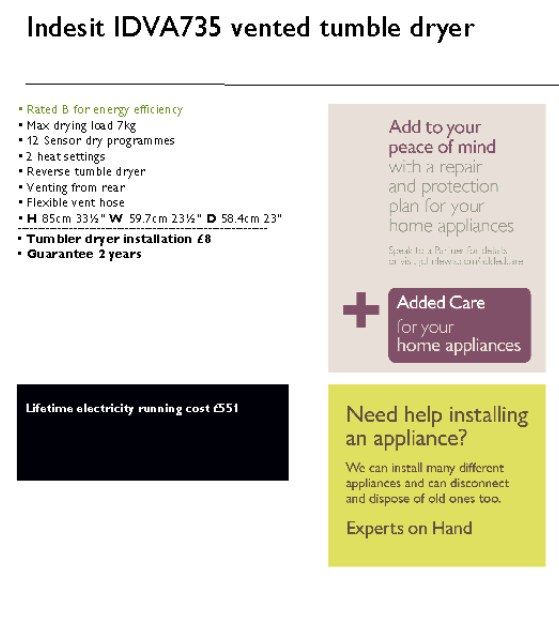 Indesit IDVA735 vented tumble dryer
• Rated B for energy efficiency
• Max drying load 7kg
• 12 Sensor dry programmes
• 2 heat settings
• Reverse tumble dryer
• Venting from rear
• Flexible vent hose
• H 85cm 33½" W 59.7cm 23½" D 58.4cm 23"
• Tumbler dryer installation £8
• Guarantee 2 years
Add to your
peace of mind
with a repair
and protection
plan for your
home appliances
Speak to a Partner for details
or visit johnlewis.com/addedcare
Added Care
for your
home appliances
Lifetime electricity running cost £551
Need help installing
an appliance?
We can install many different
appliances and can disconnect
and dispose of old ones too.
Experts on Hand